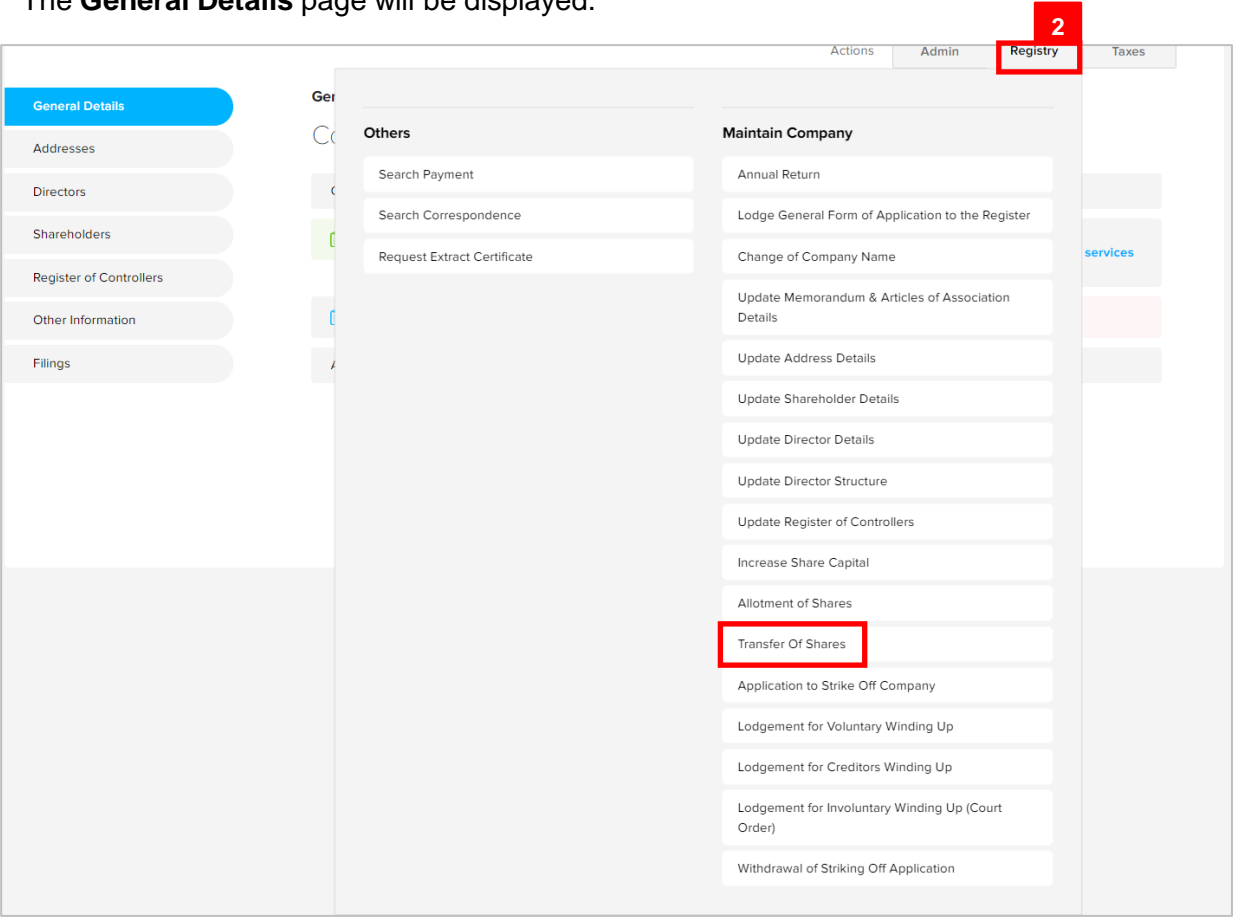 The General Details page will be displayed.
2
Actions
Admin
Registry
Taxes
General Details
Addresses
Directors
Shareholders
Register of Controllers
Other Information
Filings
Others
Search Payment
Search Correspondence
Request Extract Certificate
Maintain Company
Annual Return
Lodge General Form of Application to the Register
Change of Company Name
Update Memorandum & Articles of Association
Details
Update Address Details
Update Shareholder Details
Update Director Details
Update Director Structure
Update Register of Controllers
Increase Share Capital
Allotment of Shares
Transfer Of Shares
Application to Strike Off Company
Lodgement for Voluntary Winding Up
Lodgement for Creditors Winding Up
Lodgement for Involuntary Winding Up (Court
Order)
Withdrawal of Striking Off Application
services